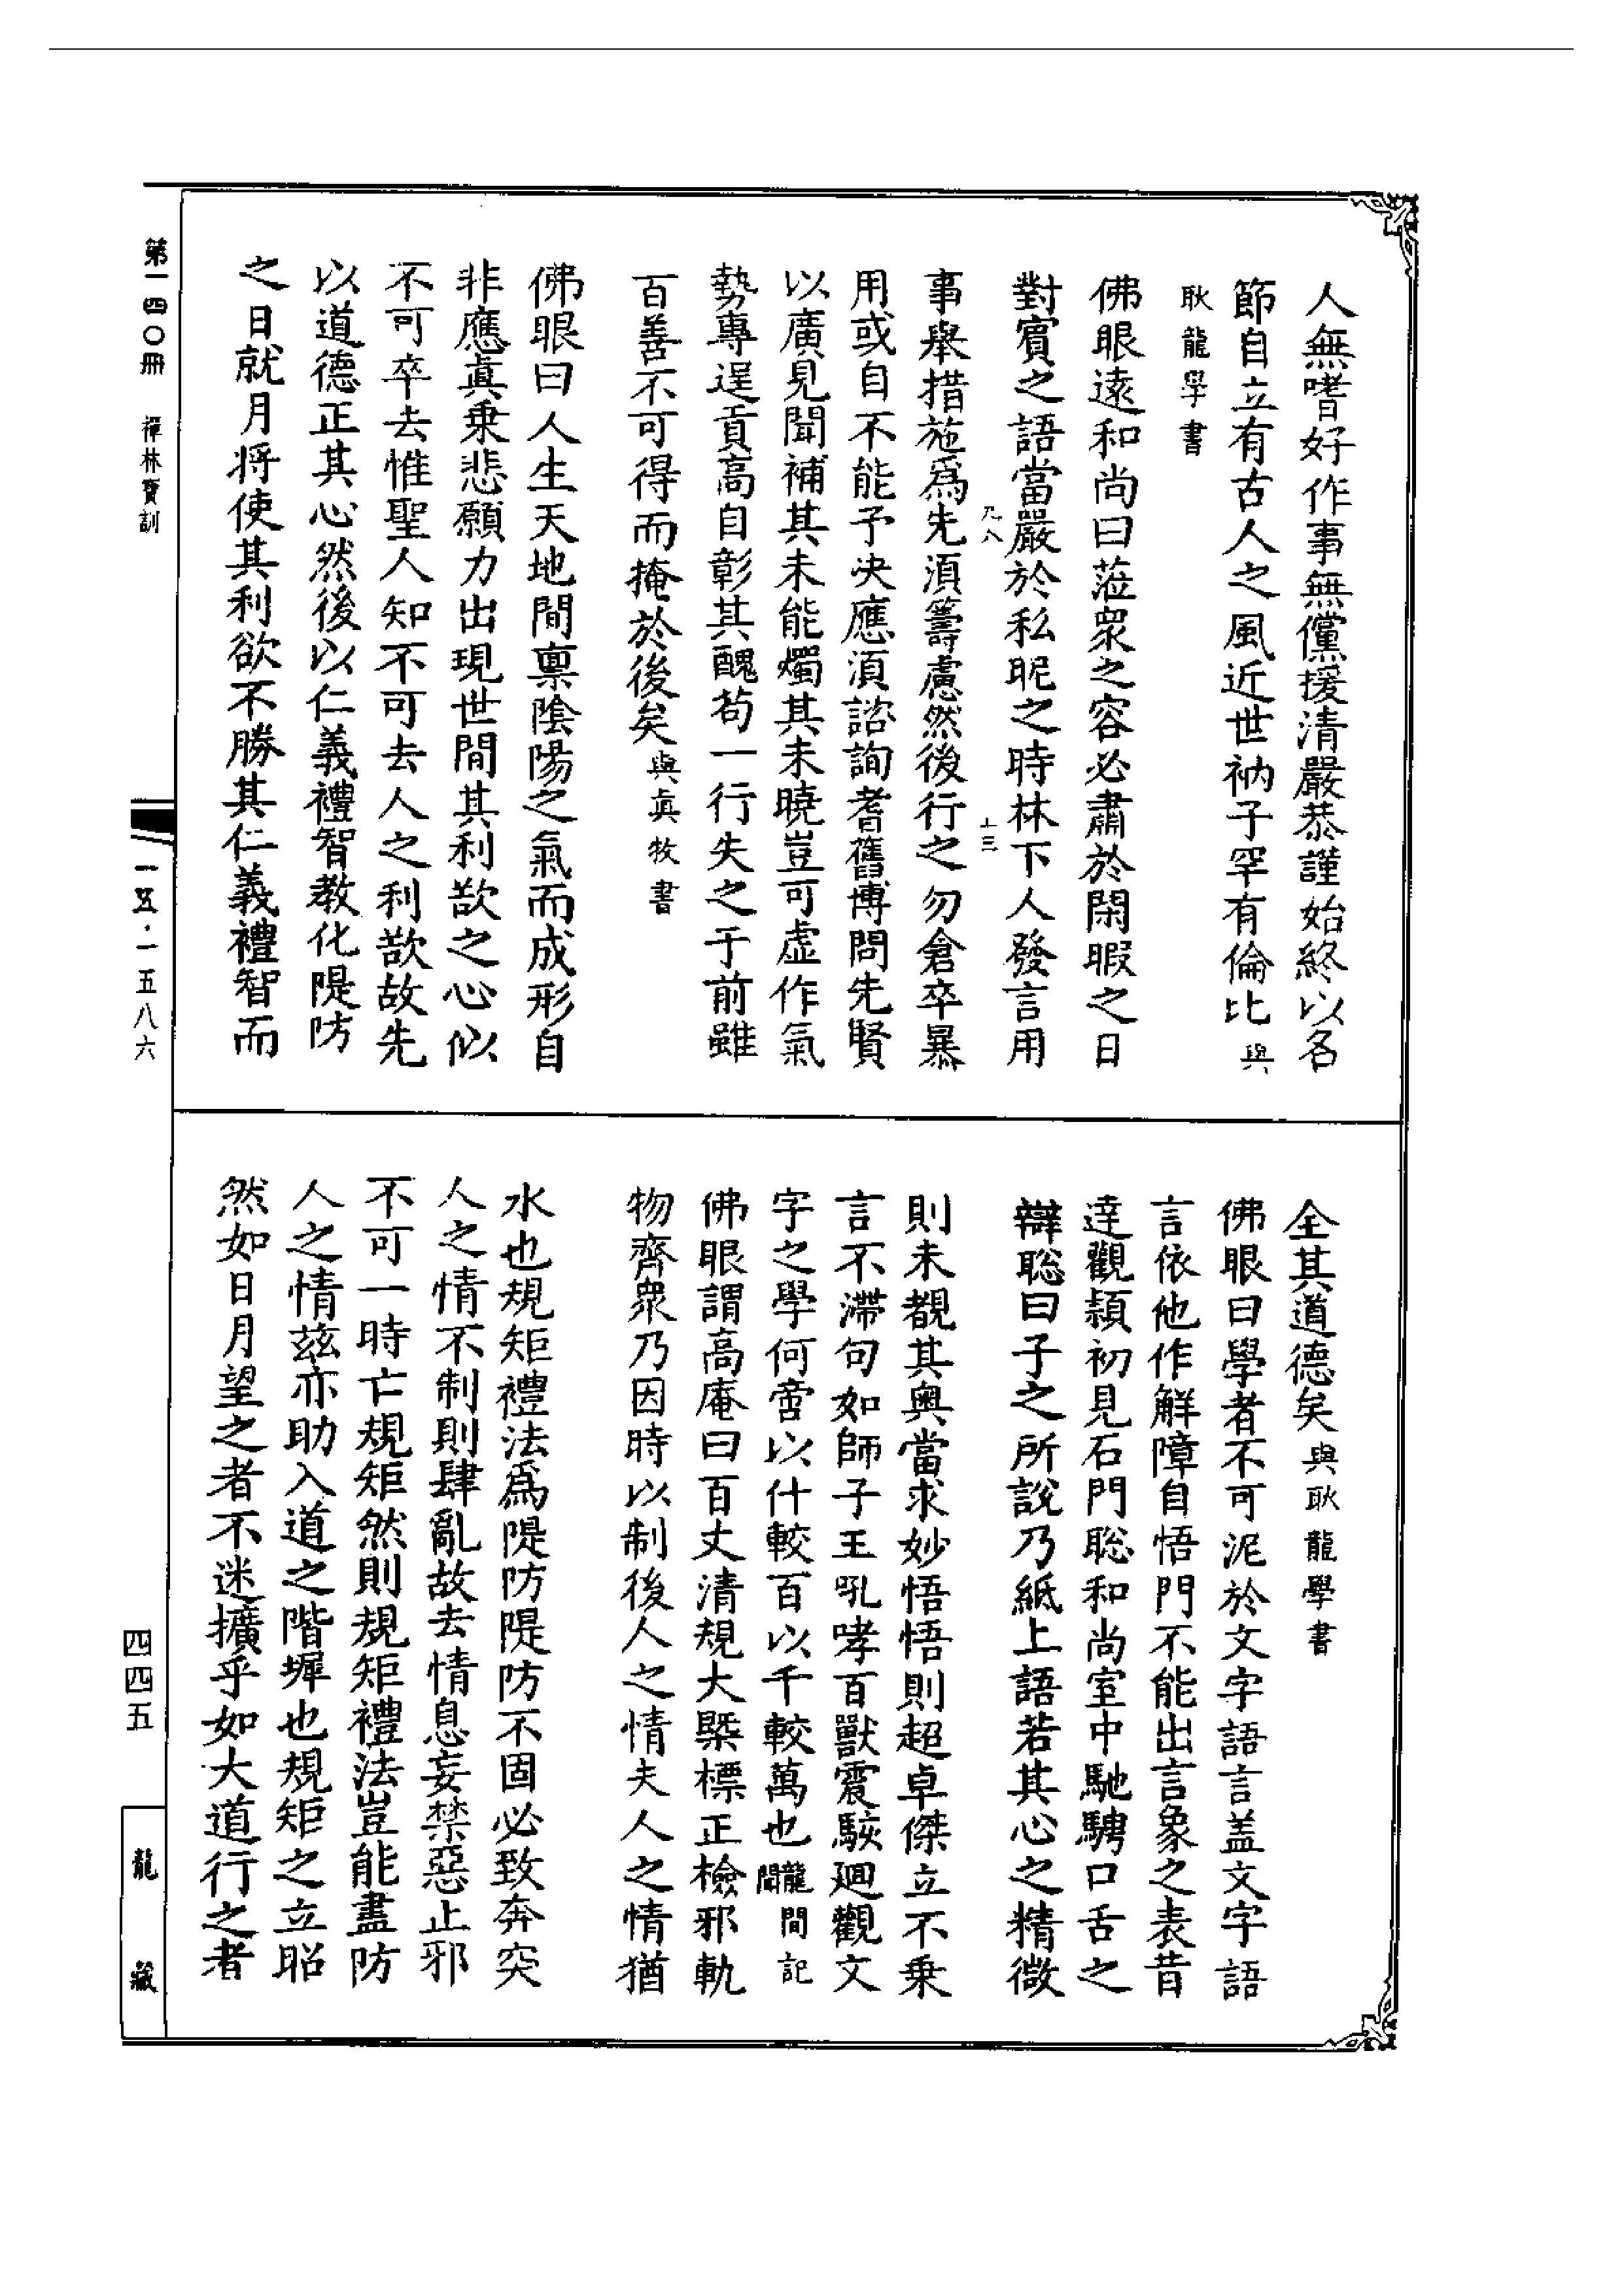 人無嗜好作事無儻援清嚴恭謹始終以名
節自立有古人之風近世衲子罕有倫比與
耿龍學書
佛眼遠和尚曰蒞眾之容必肅於閑暇之日
對賓之語當嚴於私昵之時林下人發言用
事舉措施爲先須籌慮然後行之勿倉卒暴
用或自不能予決應須諮詢耆舊博問先賢
以廣見聞補其未能燭其未曉豈可虛作氣
勢專逞貢高自彰其醜苟一行失之于前雖
百善不可得而掩於後矣與眞牧書
佛眼曰人生天地間稟陰陽之氣而成形自
非應眞乗悲願力出現世間其利欲之心似
不可卒去惟聖人知不可去人之利欲故先
以道德正其心然後以仁義禮智教化隄防
之日就月將使其利欲不勝其仁義禮智而
全其道德矣與耿龍學書
佛眼曰學者不可泥於文字語言盖文字語
言依他作解障自悟門不能出言象之表昔
達觀頴初見石門聡和尚室中馳騁口舌之
辯聡曰子之所說乃紙上語若其心之精微
則未覩其奧當求妙悟悟則超卓傑立不乗
言不滯句如師子王吼哮百獸震駭廻觀文
字之學何啻以什較百以千較萬也龍間記聞
佛眼謂高庵曰百丈清規大槩標正檢邪軌
物齊眾乃因時以制後人之情夫人之情猶
水也規矩禮法爲隄防隄防不固必致奔突
人之情不制則肆亂故去情息妄禁惡止邪
不可一時亡規矩然則規矩禮法豈能盡防
人之情茲亦助入道之階墀也規矩之立昭
然如日月望之者不迷擴乎如大道行之者
第一四〇冊 禪林寶訓
一五·一五八六
四四五
龍藏